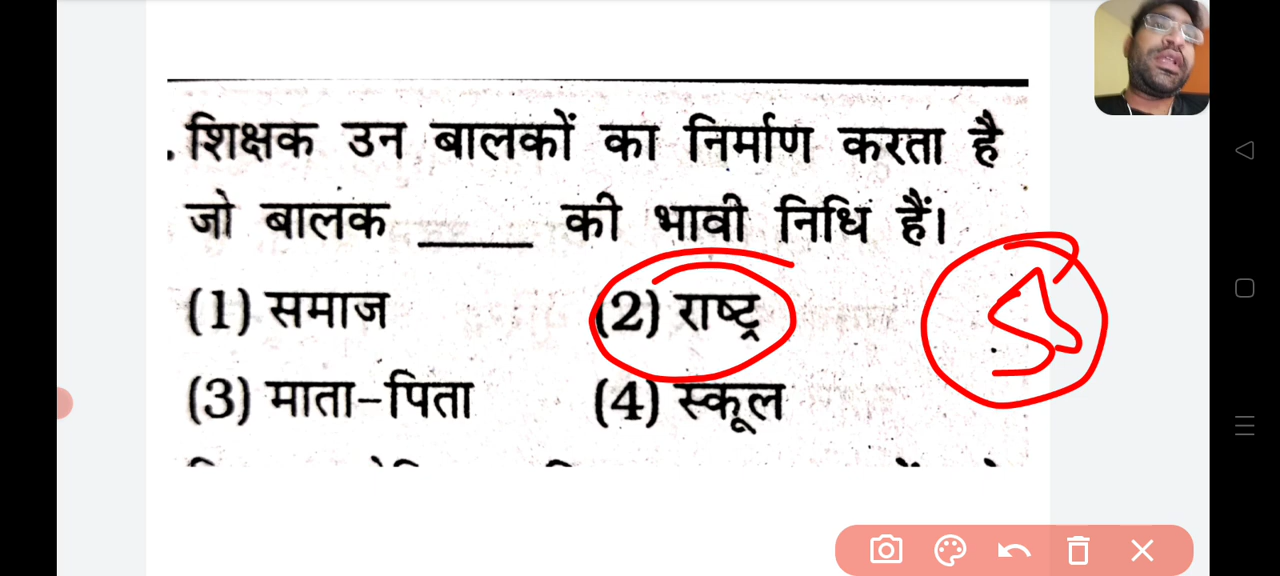 . शिक्षक उन बालकों का निर्माण करता है
जो बालक ____ की भावी निधि हैं।
(1) समाज (2) राष्ट्र
(3) माता-पिता (4) स्कूल